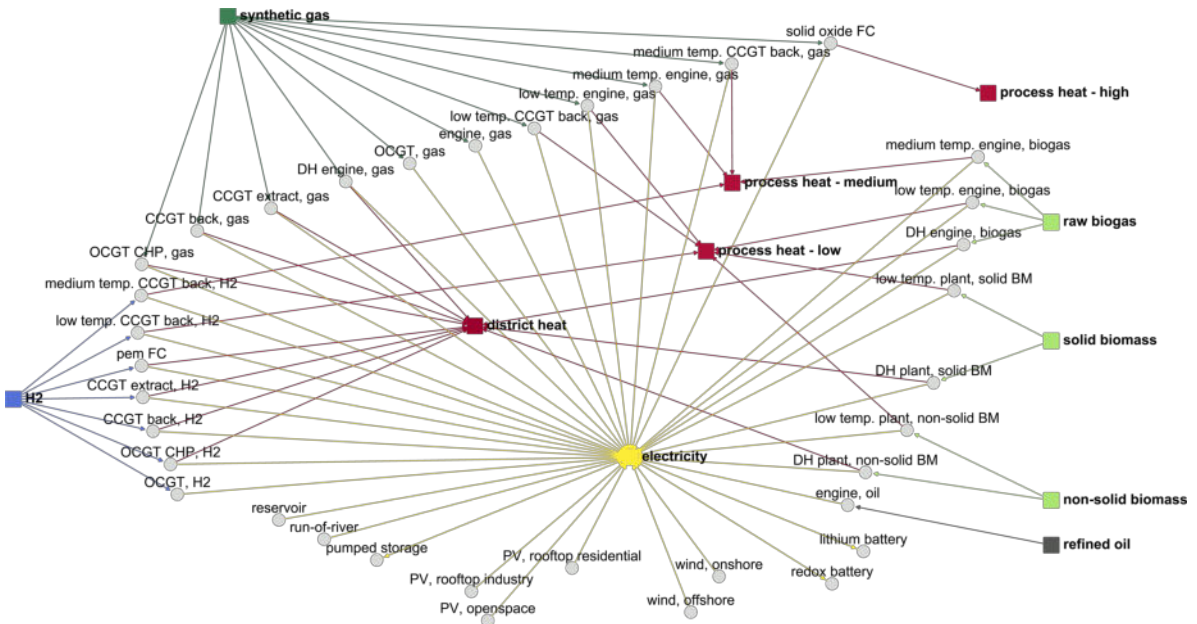 synthetic gas
solid oxide FC
medium temp. CCGT back, gas
medium temp. engine, gas
process heat - high
low temp. engine, gas
low temp. CCGT back, gas
engine, gas
medium temp. engine, biogas
OCGT, gas
DH engine, gas
process heat - medium
low temp. engine, biogas
CCGT extract, gas
CCGT back, gas
raw biogas
DH engine, biogas
OCGT CHP, gas
process heat - low
medium temp. CCGT back, H2
low temp. plant, solid BM
low temp. CCGT back, H2
district heat
solid biomass
pem FC
CCGT extract, H2
DH plant, solid BM
H2
CCGT back, H2
low temp. plant, non-solid BM
OCGT CHP, H2
electricity
DH plant, non-solid BM
OCGT, H2
engine, oil
non-solid biomass
reservoir
run-of-river
lithium battery
refined oil
pumped storage
PV, rooftop residential
wind, onshore
redox battery
PV, rooftop industry
wind, offshore
PV, openspace